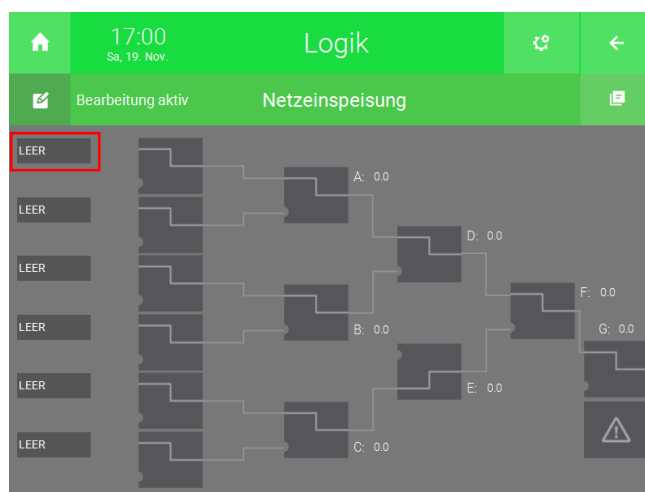 17:00
Sa, 19. Nov.
Logik
Bearbeitung aktiv
Netzeinspeisung
LEER
A: 0.0
LEER
D: 0.0
LEER
F: 0.0
LEER
B: 0.0
G: 0.0
LEER
E: 0.0
LEER
C: 0.0